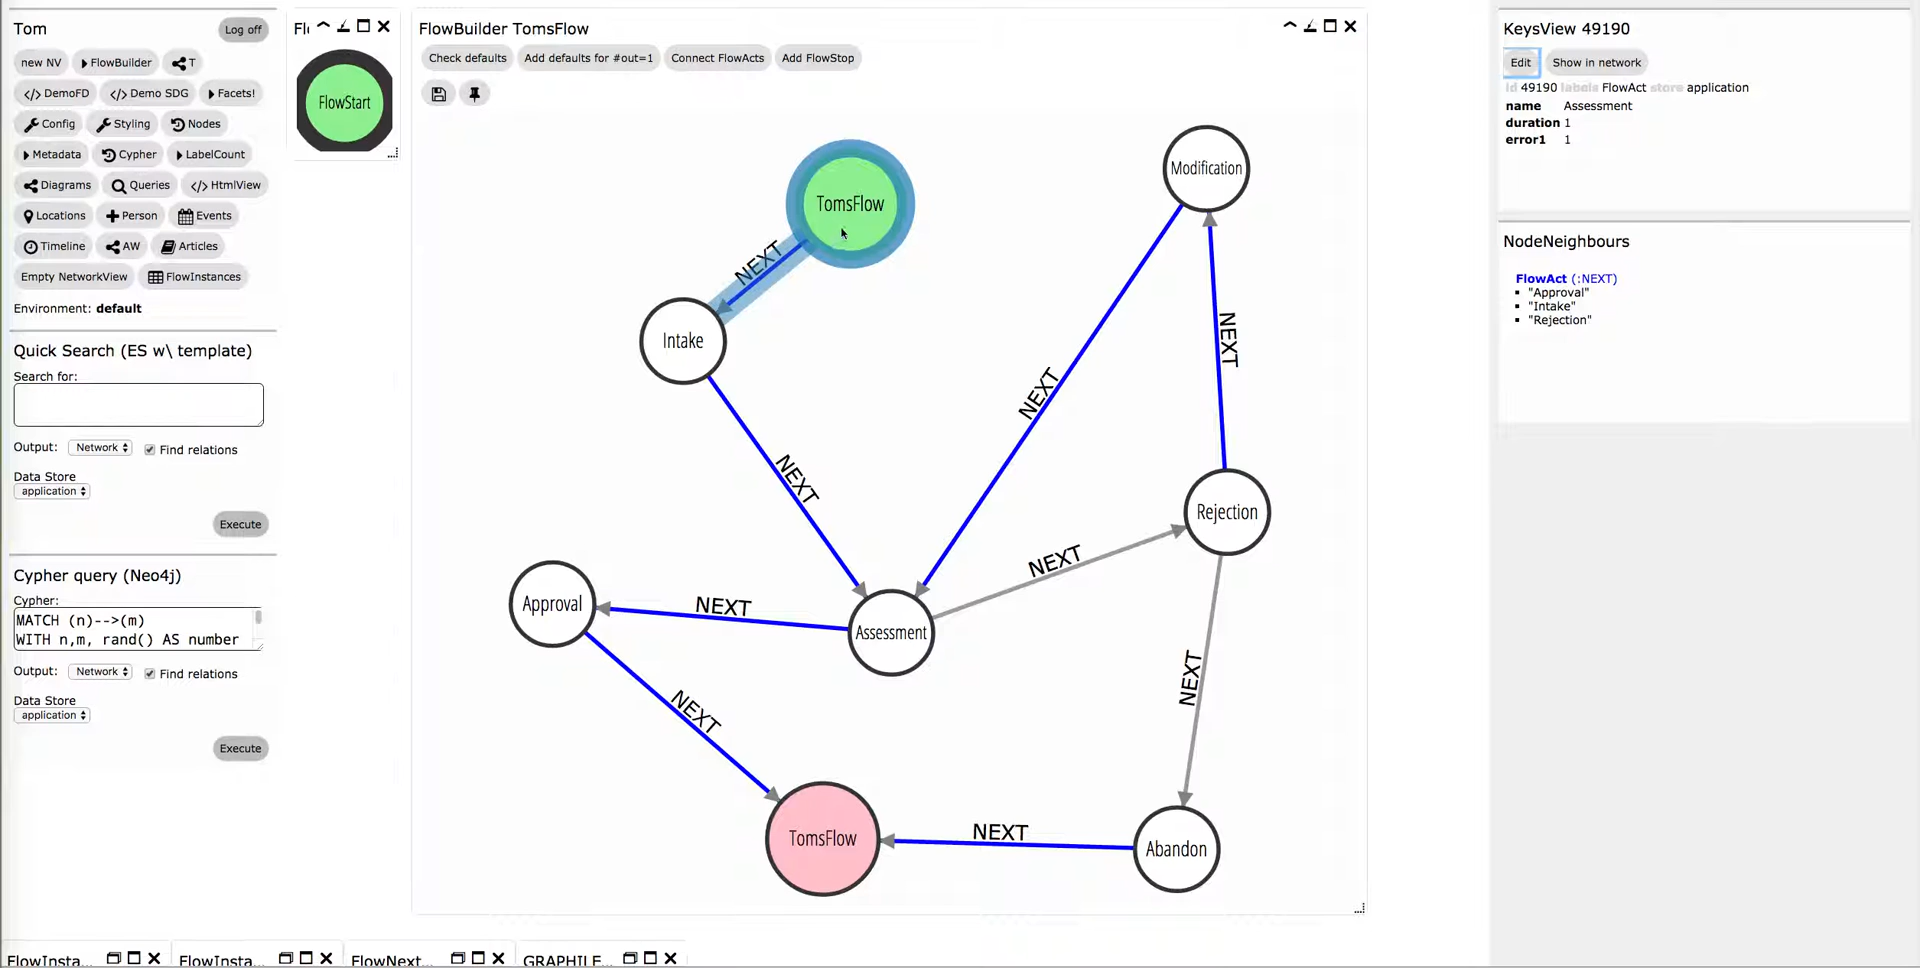 Tom
Log off
new NV
FlowBuilder
T
</> DemoFD
</> Demo SDG
Facets!
Config
Styling
Nodes
Metadata
Cypher
LabelCount
Diagrams
Queries
</> HtmlView
Locations
Person
Events
Timeline
AW
Articles
Empty NetworkView
FlowInstances
Environment: default
Quick Search (ES w\ template)
Search for:
Output: Network Find relations
Data Store
application
Execute
Cypher query (Neo4j)
Cypher:
MATCH (n)-->(m)
WITH n,m, rand() AS number
Output: Network Find relations
Data Store
application
Execute
FlowStart
FlowBuilder TomsFlow
Check defaults
Add defaults for #out=1
Connect FlowActs
Add FlowStop
TomsFlow
Modification
NEXT
Intake
NEXT
NEXT
NEXT
Rejection
NEXT
Approval
NEXT
Assessment
NEXT
NEXT
TomsFlow
NEXT
Abandon
KeysView 49190
Edit
Show in network
id 49190 labels FlowAct store application
name Assessment
duration 1
error1 1
NodeNeighbours
FlowAct (:NEXT)
"Approval"
"Intake"
"Rejection"
FlowInsta...
FlowInsta...
FlowNext...
GRAPHILE...